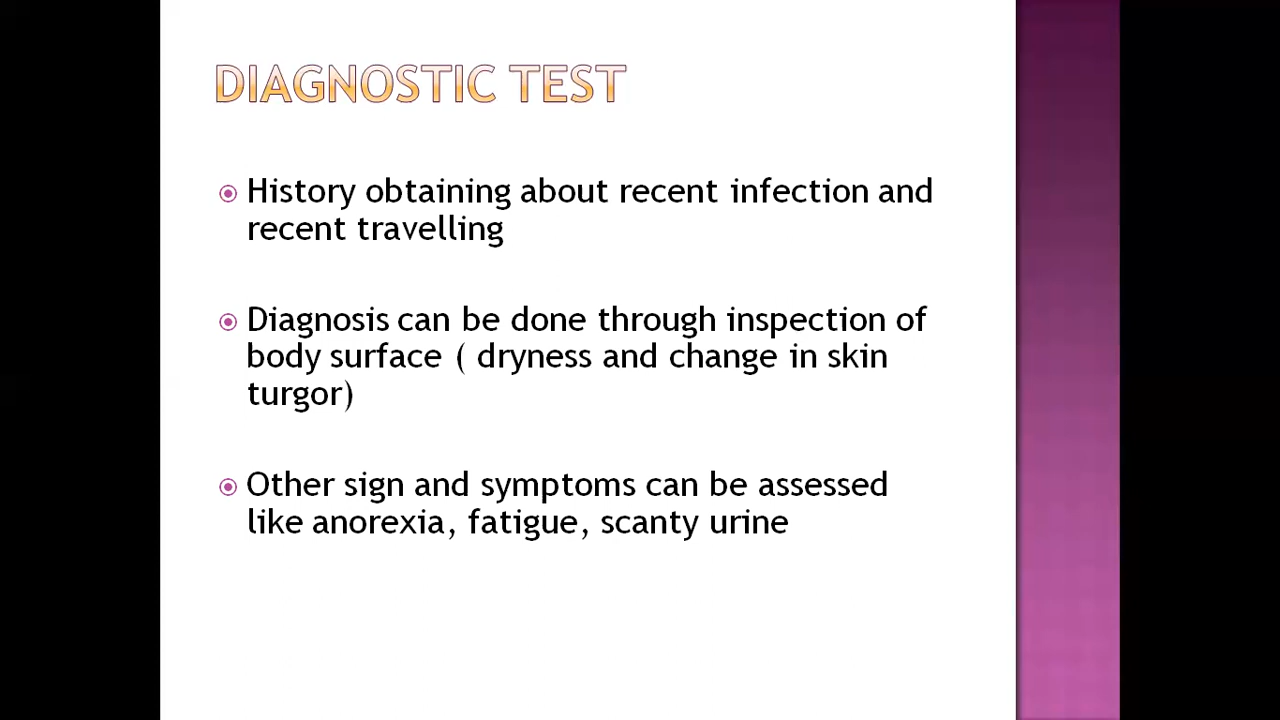 DIAGNOSTIC TEST
History obtaining about recent infection and
recent travelling
Diagnosis can be done through inspection of
body surface ( dryness and change in skin
turgor)
Other sign and symptoms can be assessed
like anorexia, fatigue, scanty urine